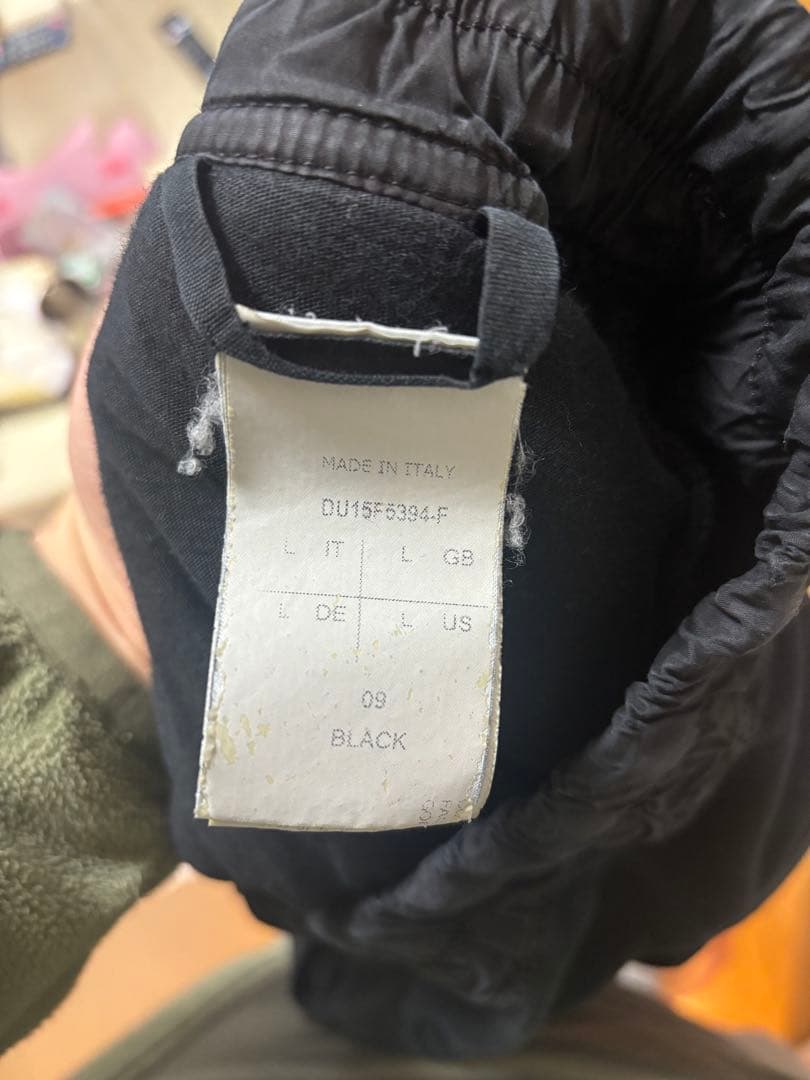 MADE IN ITALY
DU15F5394-F
L IT L GB
L DE L US
09
BLACK